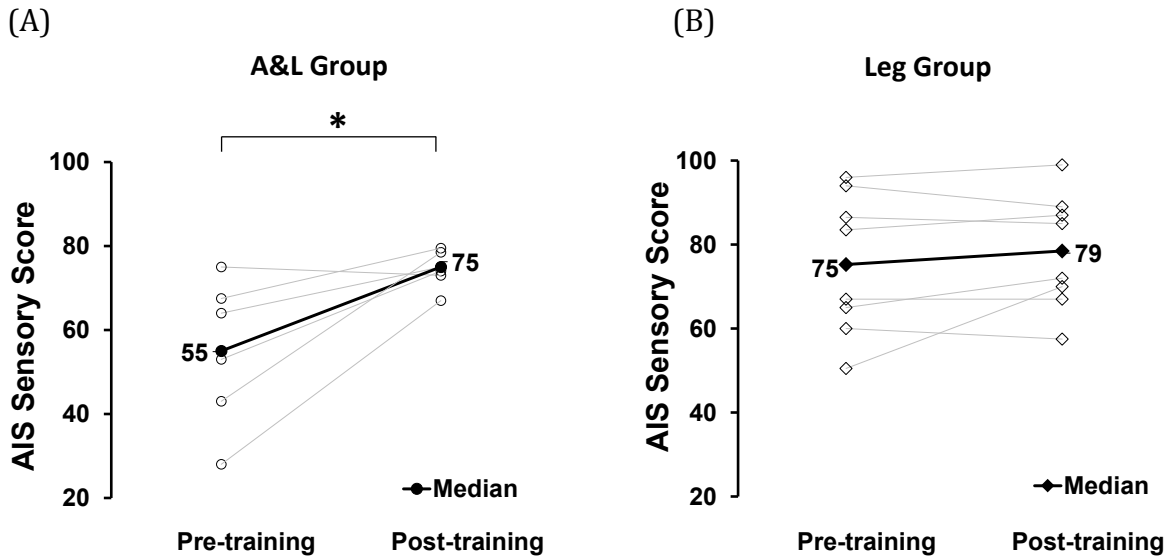 (A)
A&L Group
*
AIS Sensory Score
100
80
60
40
20
55
75
Median
Pre-training
Post-training
(B)
Leg Group
AIS Sensory Score
100
80
60
40
20
75
79
Median
Pre-training
Post-training